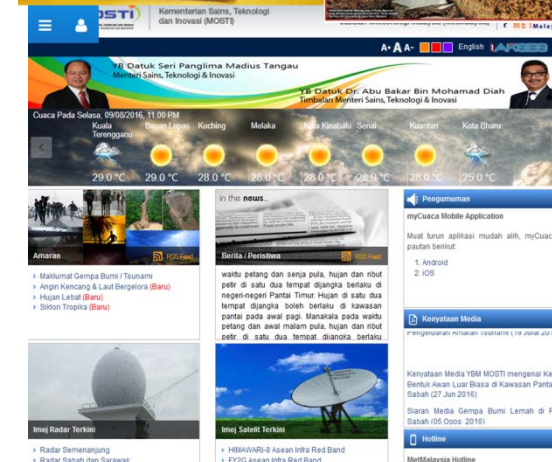 OSTI)
Kementerian Sains, Teknologi
dan Inovasi (MOSTI)
A+ A A- English
YB Datuk Seri Panglima Madius Tangau
Menteri Sains, Teknologi & Inovasi
YB Datuk Dr. Abu Bakar Bin Mohamad Diah
Timbalan Menteri Sains, Teknologi & Inovasi
Cuaca Pada Selasa, 09/08/2016, 11:00 PM
Kuala Terengganu Bayan Lepas Kuching Melaka Kota Kinabalu Senai Kuantan Kota Bharu
29.0 °C 29.0 °C 28.0 °C 28.0 °C 28.0 °C 28.0 °C 28.0 °C 25.0 °C
Amaran RSS Feed
Maklumat Gempa Bumi / Tsunami
Angin Kencang & Laut Bergelora (Baru)
Hujan Lebat (Baru)
Siklon Tropika (Baru)
in the news...
Berita / Peristiwa RSS Feed
waktu petang dan senja pula, hujan dan ribut
petir di satu dua tempat dijangka berlaku di
negeri-negeri Pantai Timur. Hujan di satu dua
tempat dijangka boleh berlaku di kawasan
pantai pada awal pagi. Manakala pada waktu
petang dan awal malam pula, hujan dan ribut
petir di satu dua tempat dijangka berlaku
Pengumuman
myCuaca Mobile Application
Muat turun aplikasi mudah alih, myCuac
pautan berikut:
1. Android
2. iOS
Kenyataan Media
Pengeluaran Amaran Tsunami (19 Julai 201
Kenyataan Media YBM MOSTI mengenai Ke
Bentuk Awan Luar Biasa di Kawasan Panta
Sabah (27 Jun 2016)
Siaran Media Gempa Bumi Lemah di R
Sabah (05 Ogos 2016)
Hotline
MetMalaysia Hotline
Imej Radar Terkini
Radar Semenanjung
Radar Sabah dan Sarawak
Imej Satelit Terkini
HIMAWARI-8 Asean Infra Red Band
FY2G Asean Infra Red Band